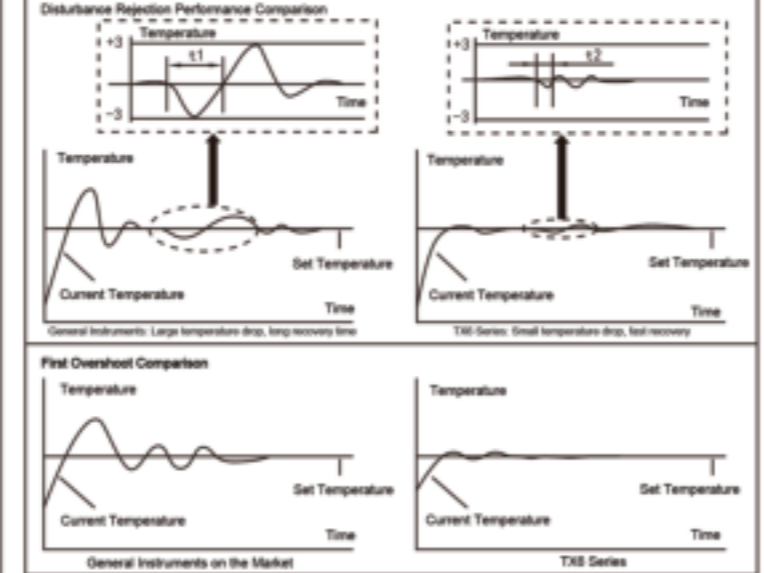 Disturbance Rejection Performance Comparison
+3 Temperature
t1
Time
−3
+3 Temperature
t2
Time
−3
Temperature
Set Temperature
Current Temperature
Time
General Instruments: Large temperature drop, long recovery time
Temperature
Set Temperature
Current Temperature
Time
Series: Small temperature drop, fast recovery
First Overshoot Comparison
Temperature
Set Temperature
Current Temperature
Time
General Instruments on the Market
Temperature
Set Temperature
Current Temperature
Time
Series